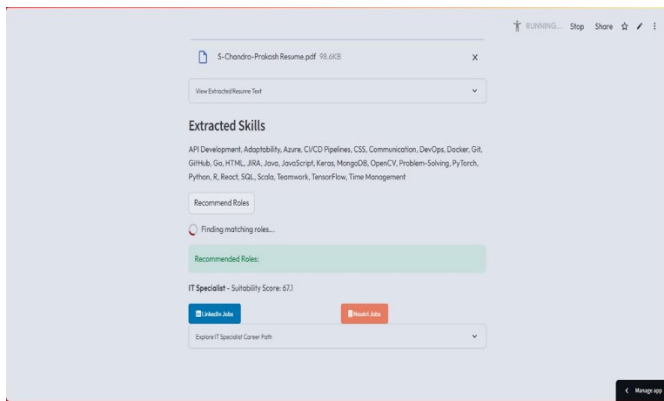 RUNNING... Stop Share
S-Chandra-Prakash Resume.pdf 98.6KB X
View Extracted Resume Text
Extracted Skills
API Development, Adaptability, Azure, CI/CD Pipelines, CSS, Communication, DevOps, Docker, Git,
GitHub, Go, HTML, JIRA, Java, JavaScript, Keras, MongoDB, OpenCV, Problem-Solving, PyTorch,
Python, R, React, SQL, Scala, Teamwork, TensorFlow, Time Management
Recommend Roles
Finding matching roles...
Recommended Roles:
IT Specialist - Suitability Score: 67.1
LinkedIn Jobs
Jobs
Explore IT Specialist Career Path
< Manage app